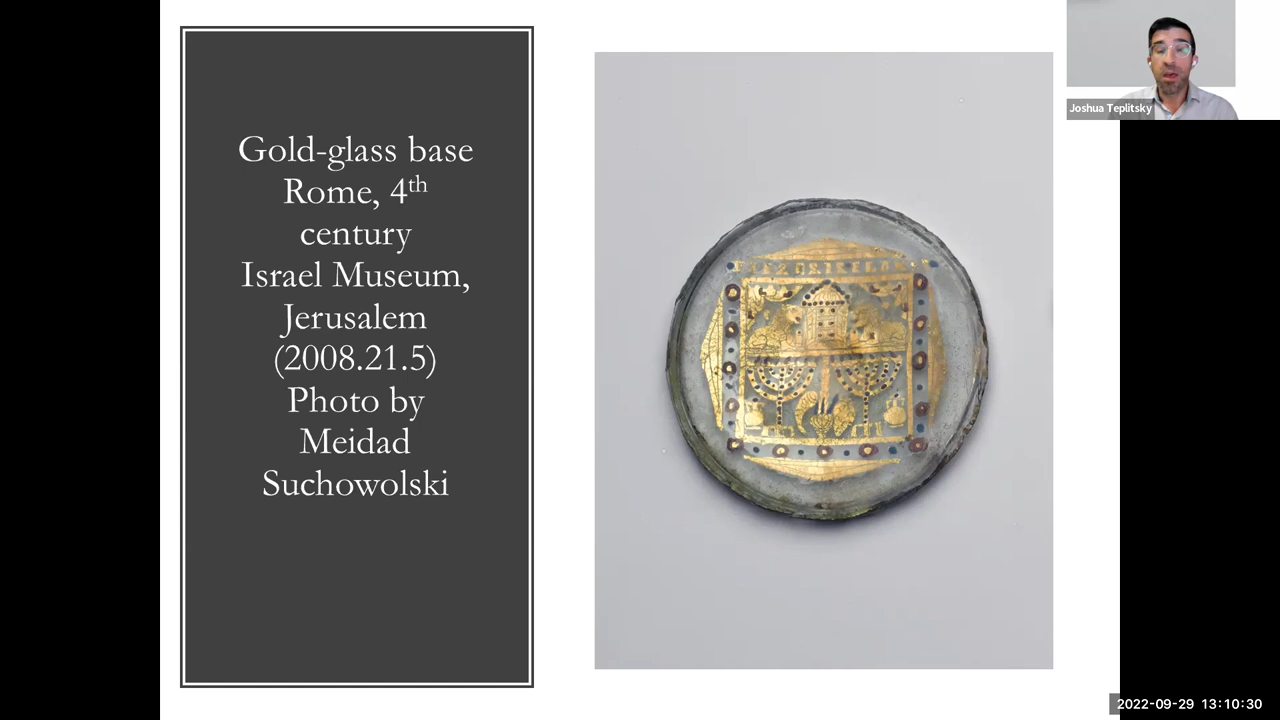 Gold-glass base
Rome, 4th
century
Israel Museum,
Jerusalem
(2008.21.5)
Photo by
Meidad
Suchowolski
Joshua Teplitsky
2022-09-29 13:10:30